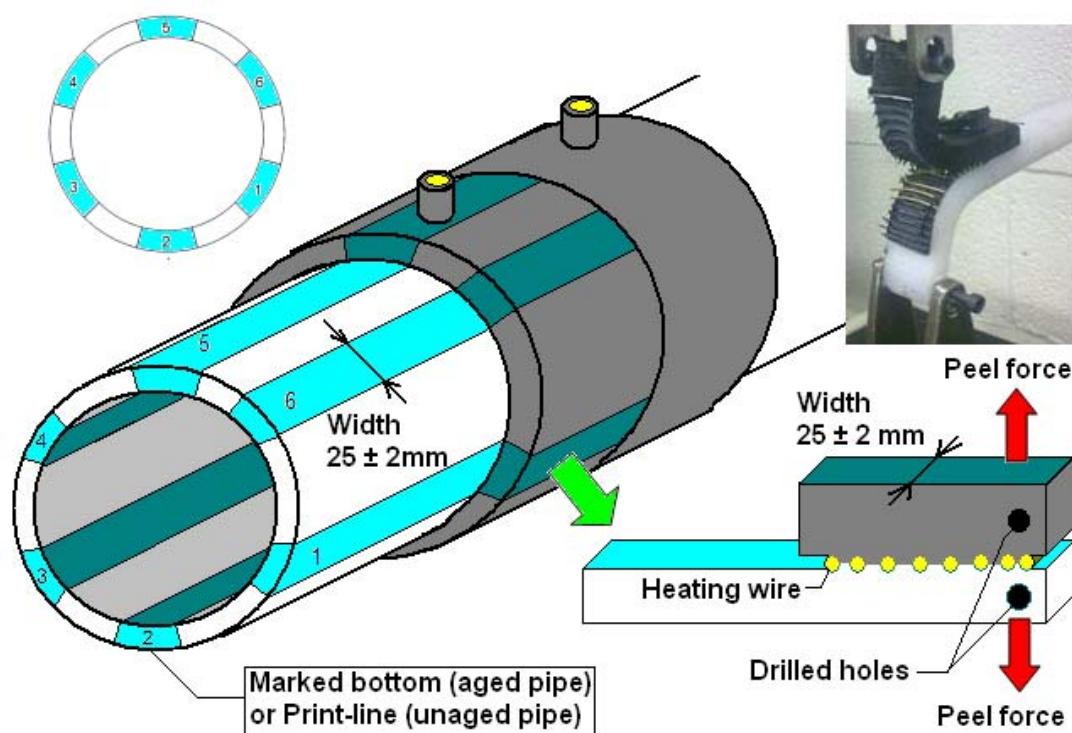 5
4
6
3
1
2
5
6
Width
25 ± 2mm
4
3
1
2
Marked bottom (aged pipe)
or Print-line (unaged pipe)
Peel force
Width
25 ± 2 mm
Heating wire
Drilled holes
Peel force